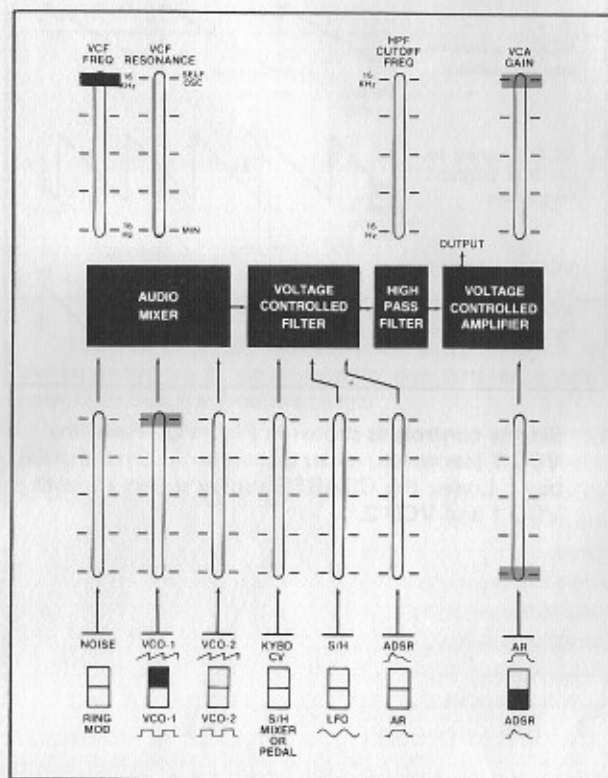 VCF
FREQ
VCF
RESONANCE
HPF
CUTOFF
FREQ
VCA
GAIN
16
KHz
SELF
OSC
16
KHz
16
Hz
MIN
16
Hz
OUTPUT
AUDIO
MIXER
VOLTAGE
CONTROLLED
FILTER
HIGH
PASS
FILTER
VOLTAGE
CONTROLLED
AMPLIFIER
NOISE
VCO-1
VCO-2
KYBD
CV
S/H
ADSR
AR
RING
MOD
VCO-1
VCO-2
S/H
MIXER
OR
PEDAL
LFO
AR
ADSR